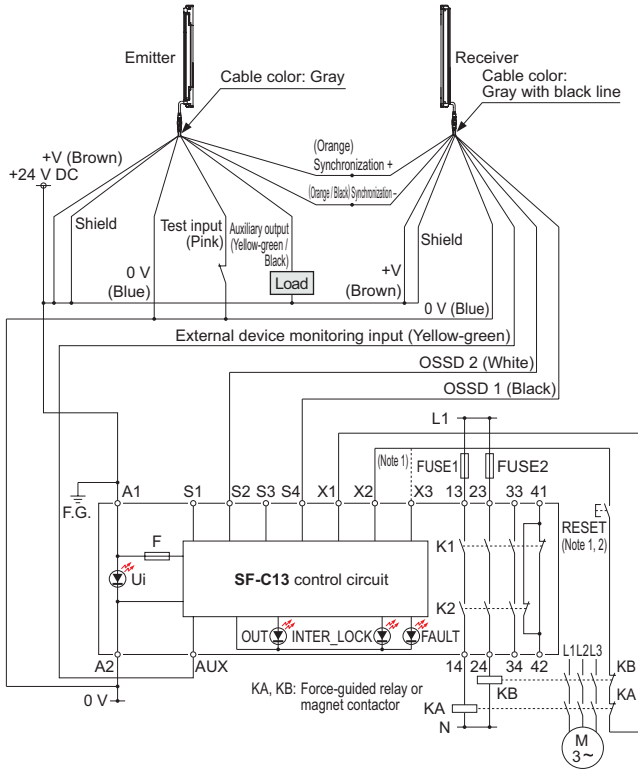 Emitter
Receiver
Cable color: Gray
Cable color:
Gray with black line
(Orange)
Synchronization +
(Orange / Black) Synchronization –
+V (Brown)
+24 V DC
Shield
Test input
(Pink)
Auxiliary output
(Yellow-green /
Black)
Load
Shield
+V
(Brown)
0 V
(Blue)
0 V (Blue)
External device monitoring input (Yellow-green)
OSSD 2 (White)
OSSD 1 (Black)
L1
(Note 1)
FUSE1
FUSE2
F.G.
A1 S1 S2 S3 S4 X1 X2 X3 13 23 33 41
RESET
(Note 1, 2)
F
K1
Ui
SF-C13 control circuit
K2
OUT INTER_LOCK FAULT
A2 AUX 14 24 34 42
L1 L2 L3
0 V
KA, KB: Force-guided relay or
magnet contactor
KB
KB
KA
KA
N
M
3~